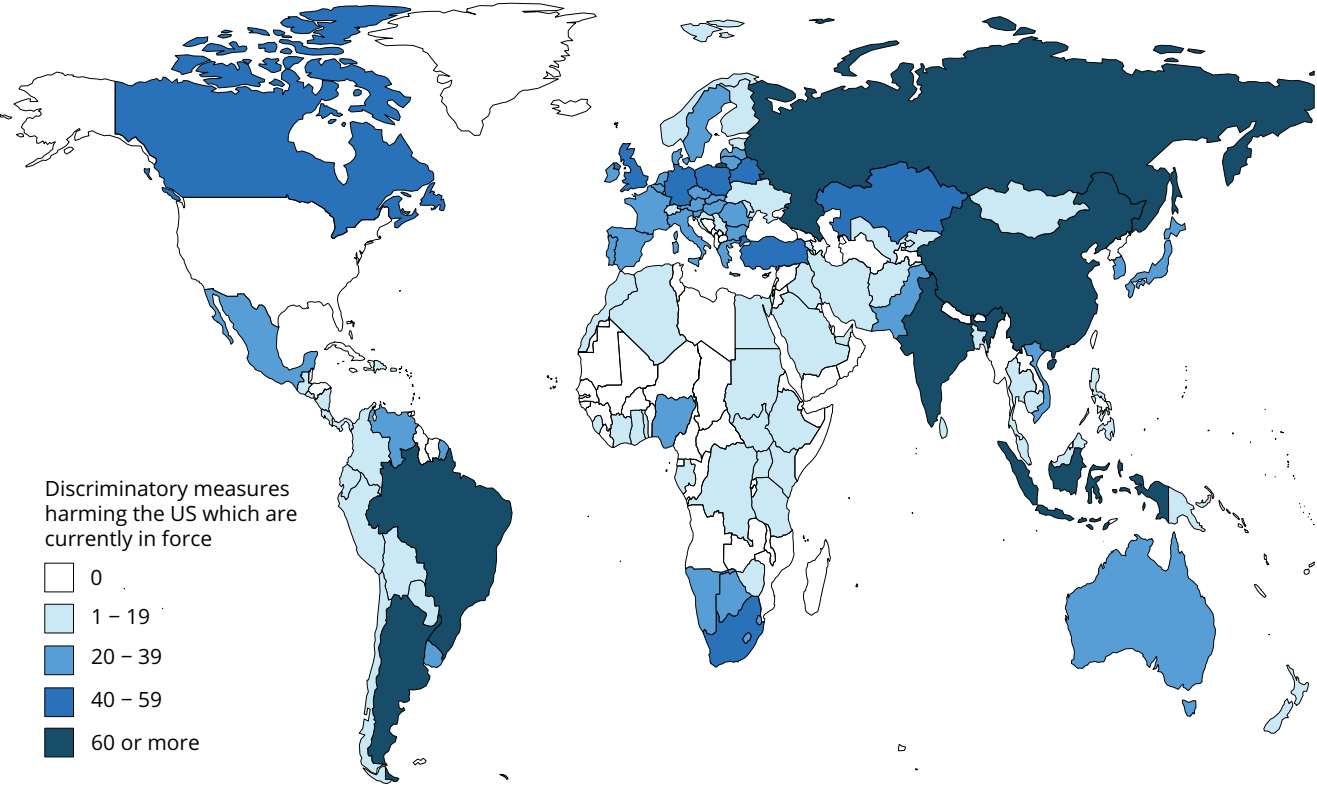 Discriminatory measures
harming the US which are
currently in force
0
1 – 19
20 – 39
40 – 59
60 or more